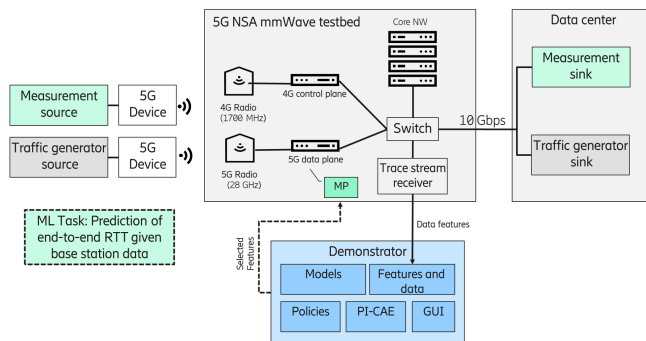 5G NSA mmWave testbed
Core NW
Data center
Measurement
source
5G
Device
4G Radio
(1700 MHz)
4G control plane
Measurement
sink
Switch
10 Gbps
Traffic generator
source
5G
Device
5G Radio
(28 GHz)
5G data plane
Trace stream
receiver
Traffic generator
sink
MP
ML Task: Prediction of
end-to-end RTT given
base station data
Selected
Features
Data features
Demonstrator
Models
Features and
data
Policies
PI-CAE
GUI